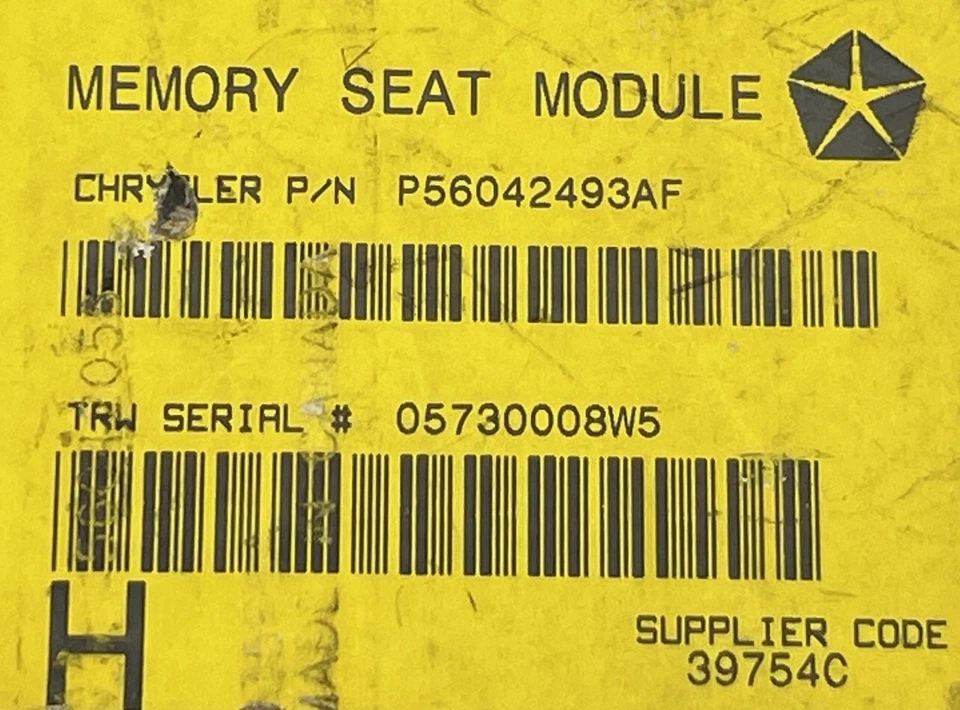 MEMORY SEAT MODULE
CHRYSLER P/N P56042493AF
TRW SERIAL # 05730008W5
H
SUPPLIER CODE
39754C